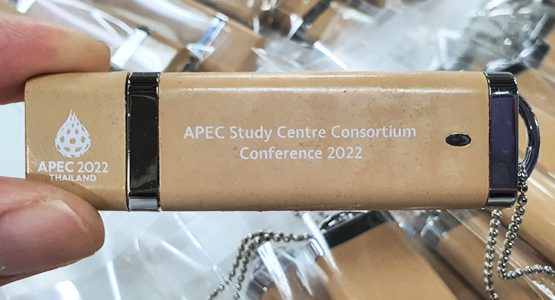 APEC 2022
THAILAND
APEC Study Centre Consortium
Conference 2022